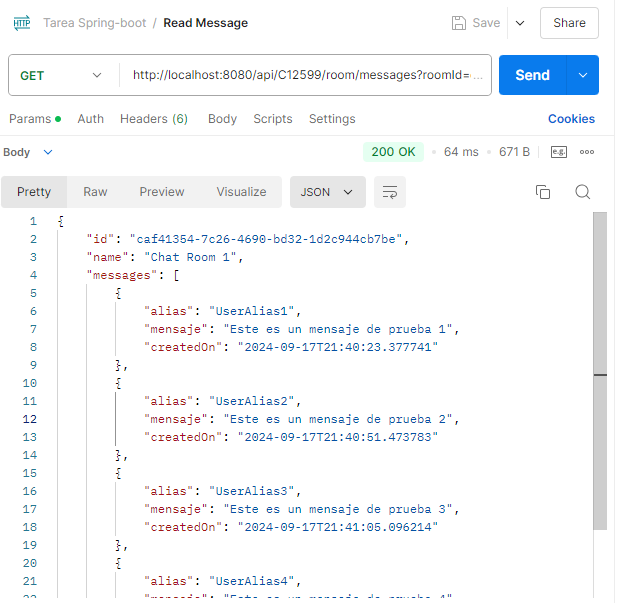 HTTP Tarea Spring-boot / Read Message Save Share
GET http://localhost:8080/api/C12599/room/messages?roomId=... Send
Params Auth Headers (6) Body Scripts Settings Cookies
Body 200 OK 64 ms 671 B e.g.
Pretty Raw Preview Visualize JSON
1 {
2 "id": "caf41354-7c26-4690-bd32-1d2c944cb7be",
3 "name": "Chat Room 1",
4 "messages": [
5 {
6 "alias": "UserAlias1",
7 "mensaje": "Este es un mensaje de prueba 1",
8 "createdOn": "2024-09-17T21:40:23.377741"
9 },
10 {
11 "alias": "UserAlias2",
12 "mensaje": "Este es un mensaje de prueba 2",
13 "createdOn": "2024-09-17T21:40:51.473783"
14 },
15 {
16 "alias": "UserAlias3",
17 "mensaje": "Este es un mensaje de prueba 3",
18 "createdOn": "2024-09-17T21:41:05.096214"
19 },
20 {
21 "alias": "UserAlias4",